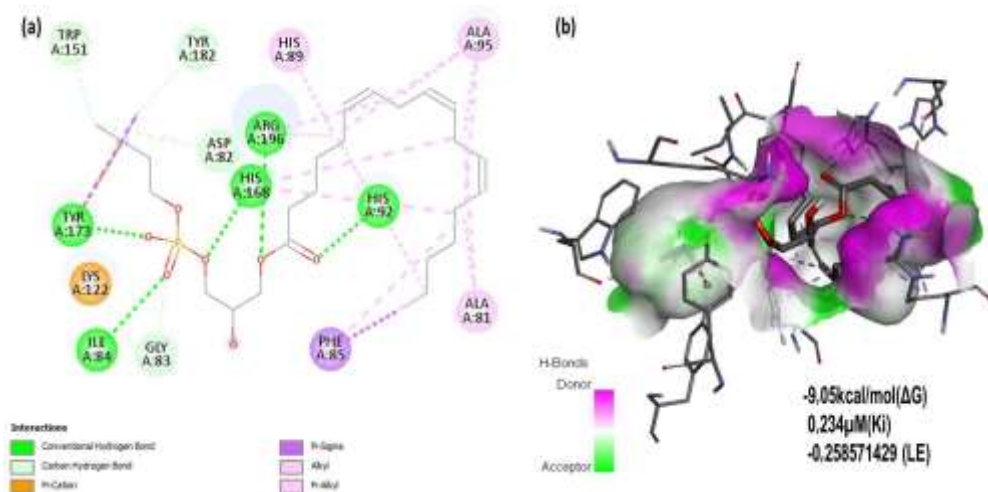 (a)
TRP
A:151
TYR
A:182
HIS
A:89
ALA
A:95
ARG
A:196
ASP
A:82
HIS
A:168
HIS
A:92
TYR
A:173
LYS
A:122
ILE
A:84
GLY
A:83
PHE
A:85
ALA
A:81
P
O
O
O
O
O
O
Interactions
Conventional Hydrogen Bond
Carbon Hydrogen Bond
Pi-Cation
Pi-Sigma
Alkyl
Pi-Alkyl
(b)
H-Bonds
Donor
Acceptor
-9,05kcal/mol(ΔG)
0,234µM(Ki)
-0,258571429 (LE)